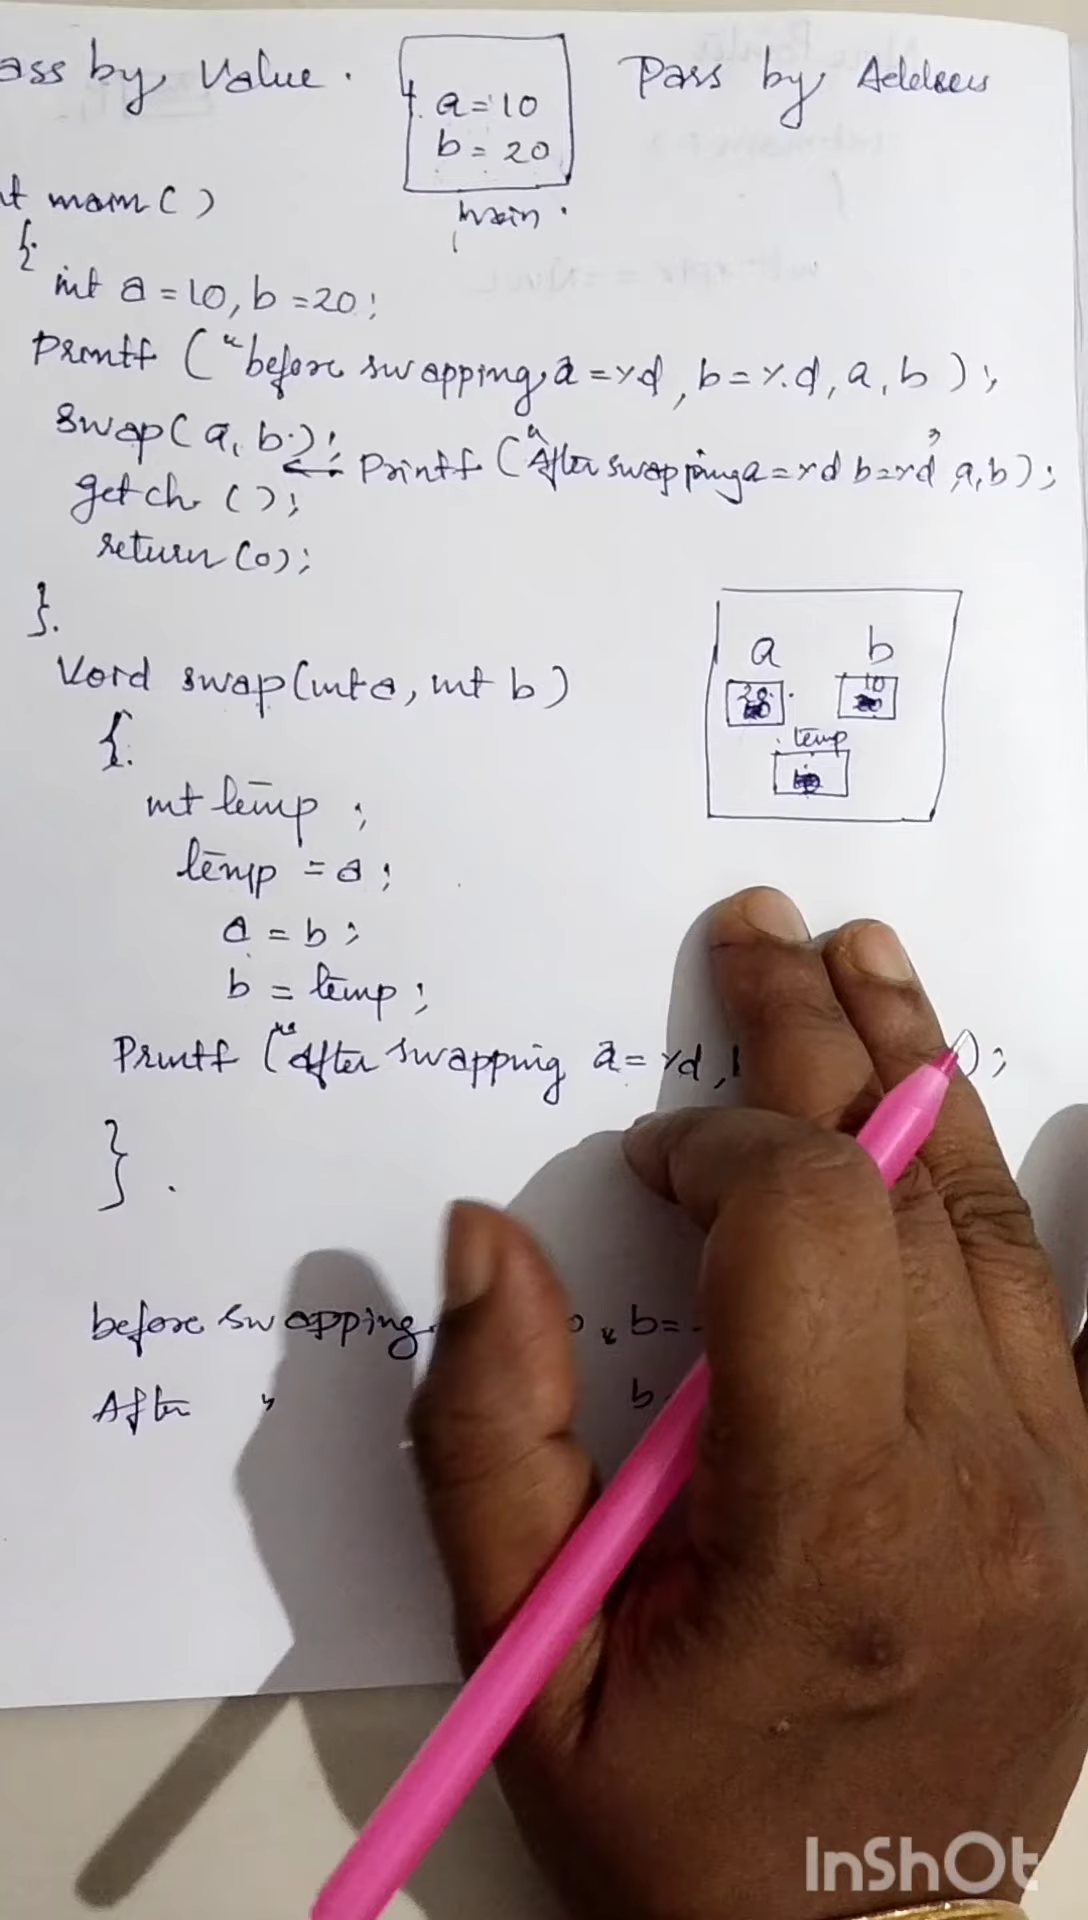 ass by Value . Pass by Address
a = 10
b = 20
main .
t main ( )
{
int a = 10, b = 20 ;
Printf ( " before swapping a = %d , b = %d , a , b ) ;
Swap ( a, b ) ;
← Printf ( " After swapping a = %d b = %d " a, b ) ;
getch ( ) ;
return (0) ;
} .
Void swap (int a, int b )
{
int temp ;
temp = a ;
a = b ;
b = temp ;
Printf ( " After swapping a = %d , ) ;
} .
a b
20 10
temp
before swapping , b =
After " b
InShOt